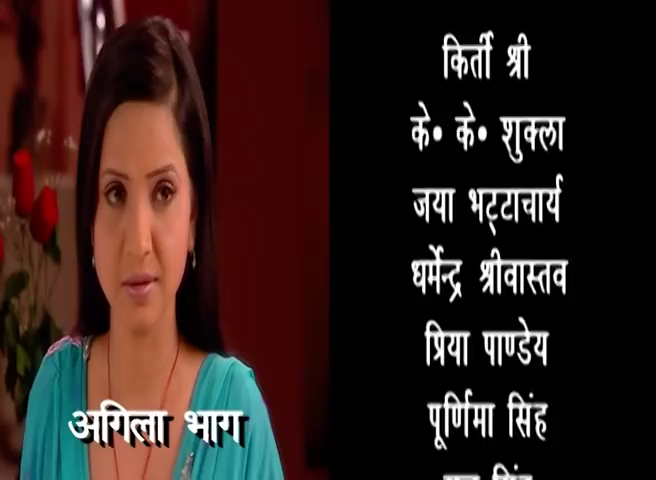 किर्ती श्री
के• के• शुक्ला
जया भट्टाचार्य
धर्मेन्द्र श्रीवास्तव
प्रिया पाण्डेय
पूर्णिमा सिंह
अगिला भाग